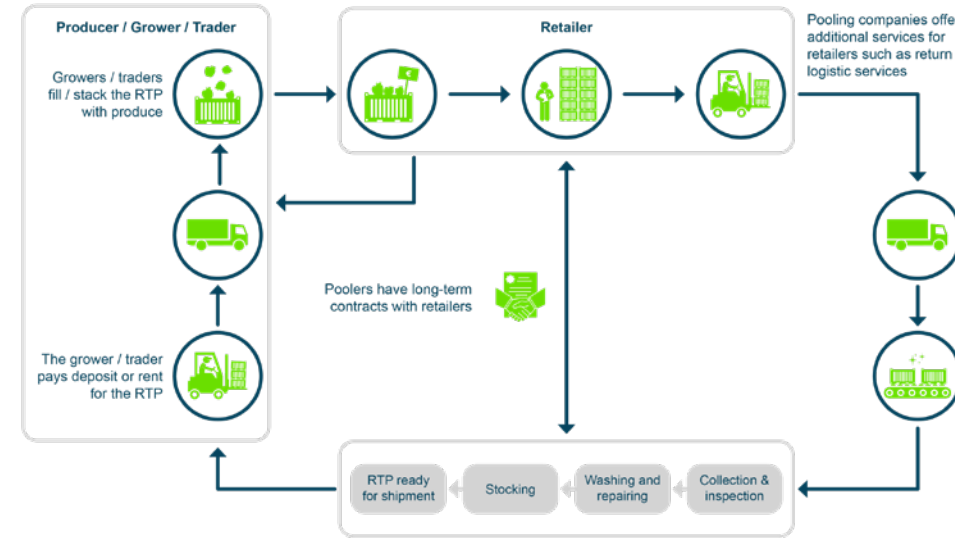 Producer / Grower / Trader
Growers / traders
fill / stack the RTP
with produce
The grower / trader
pays deposit or rent
for the RTP
Retailer
€
Pooling companies offe
additional services for
retailers such as return
logistic services
Poolers have long-term
contracts with retailers
RTP ready
for shipment
Stocking
Washing and
repairing
Collection &
inspection